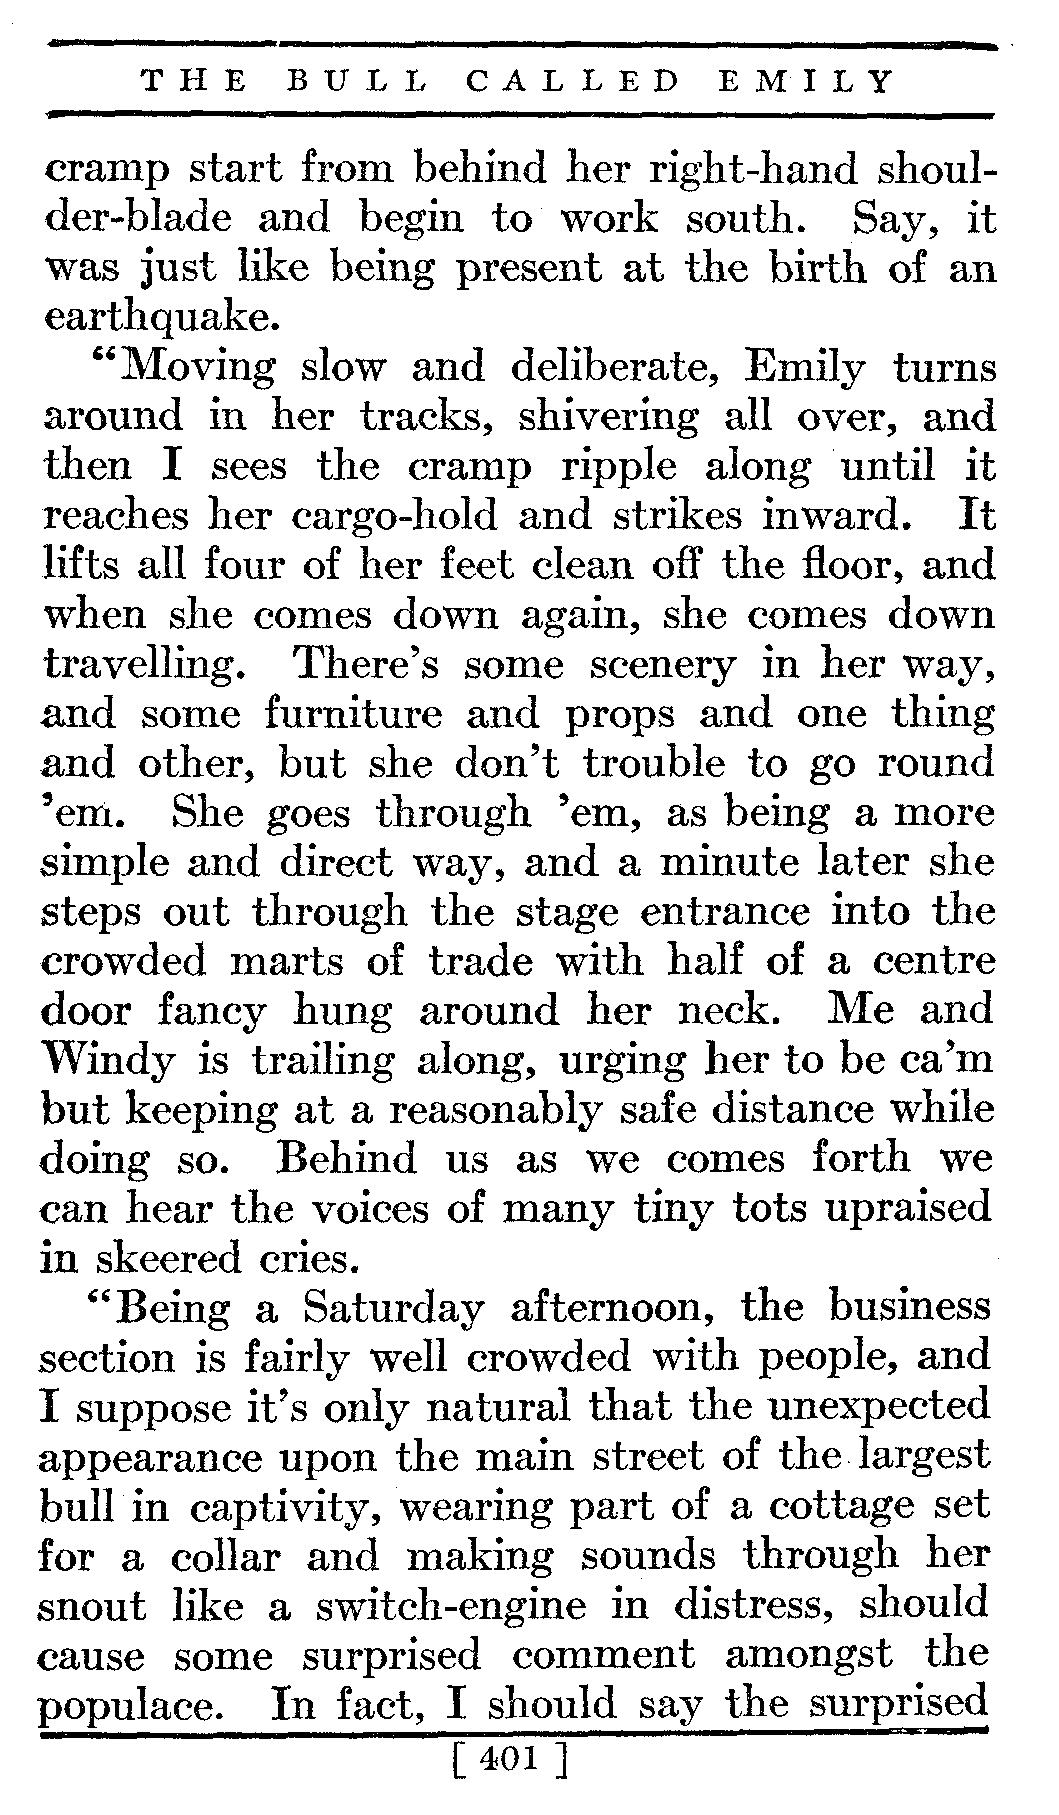 THE BULL CALLED EMILY
cramp start from behind her right-hand shoul-
der-blade and begin to work south. Say, it
was just like being present at the birth of an
earthquake.
“Moving slow and deliberate, Emily turns
around in her tracks, shivering all over, and
then I sees the cramp ripple along until it
reaches her cargo-hold and strikes inward. It
lifts all four of her feet clean off the floor, and
when she comes down again, she comes down
travelling. There’s some scenery in her way,
and some furniture and props and one thing
and other, but she don’t trouble to go round
’em. She goes through ’em, as being a more
simple and direct way, and a minute later she
steps out through the stage entrance into the
crowded marts of trade with half of a centre
door fancy hung around her neck. Me and
Windy is trailing along, urging her to be ca’m
but keeping at a reasonably safe distance while
doing so. Behind us as we comes forth we
can hear the voices of many tiny tots upraised
in skeered cries.
“Being a Saturday afternoon, the business
section is fairly well crowded with people, and
I suppose it’s only natural that the unexpected
appearance upon the main street of the largest
bull in captivity, wearing part of a cottage set
for a collar and making sounds through her
snout like a switch-engine in distress, should
cause some surprised comment amongst the
populace. In fact, I should say the surprised
[ 401 ]